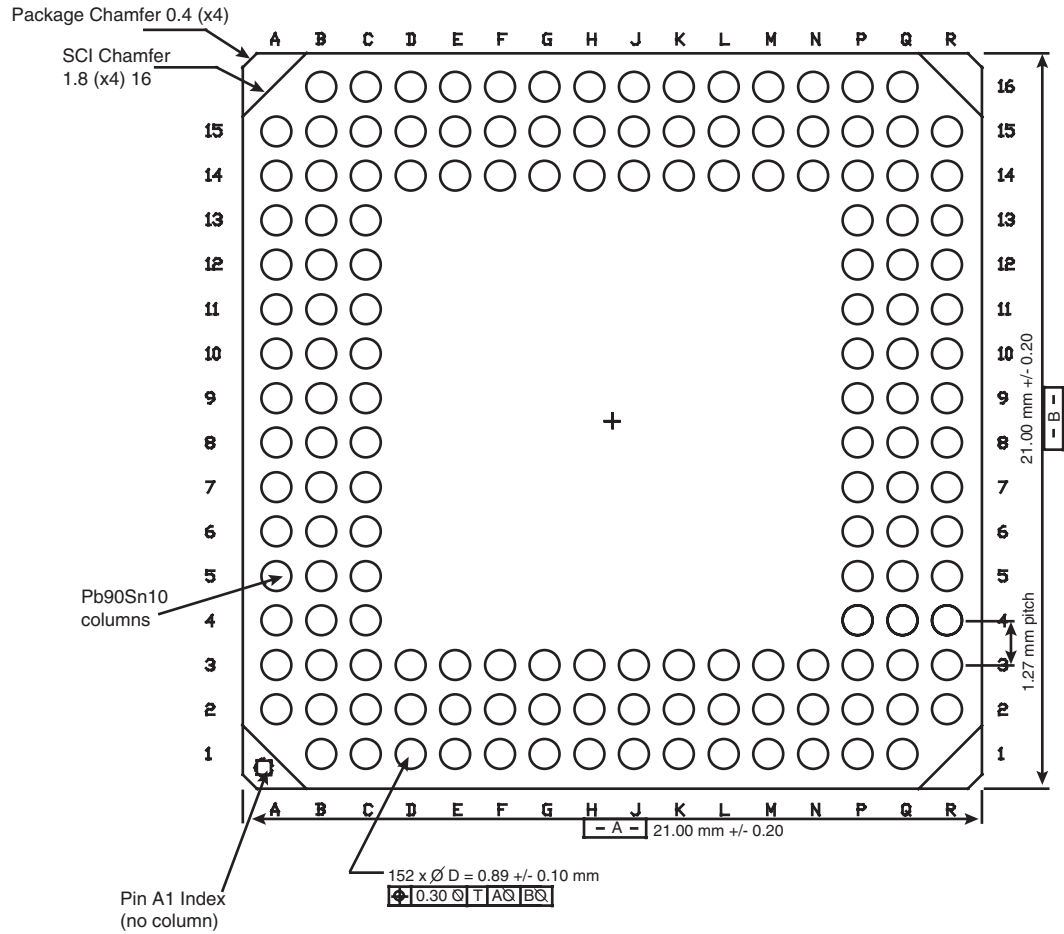 Package Chamfer 0.4 (x4)
A B C D E F G H J K L M N P Q R
SCI Chamfer
1.8 (x4) 16
16
15 15
14 14
13 13
12 12
11 11
10 10
9 9
8 8
7 7
6 6
5 5
4 4
3 3
2 2
1 1
21.00 mm +/- 0.20
- B -
1.27 mm pitch
Pb90Sn10
columns
A B C D E F G H J K L M N P Q R
- A - 21.00 mm +/- 0.20
152 x Ø D = 0.89 +/- 0.10 mm
⌖ 0.30 T A B
Pin A1 Index
(no column)